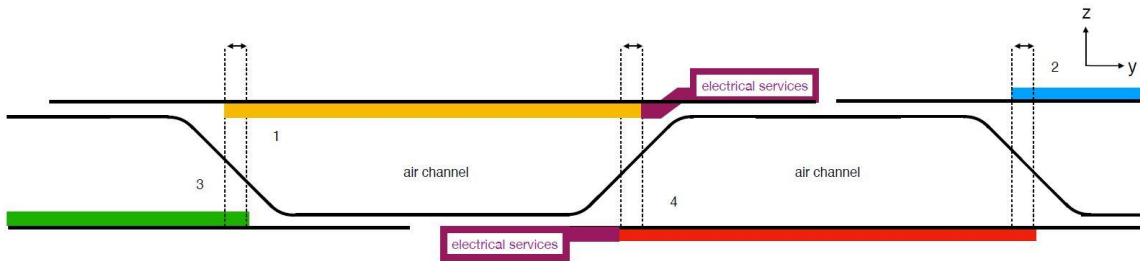 z
2
y
electrical services
1
air channel
air channel
3
4
electrical services